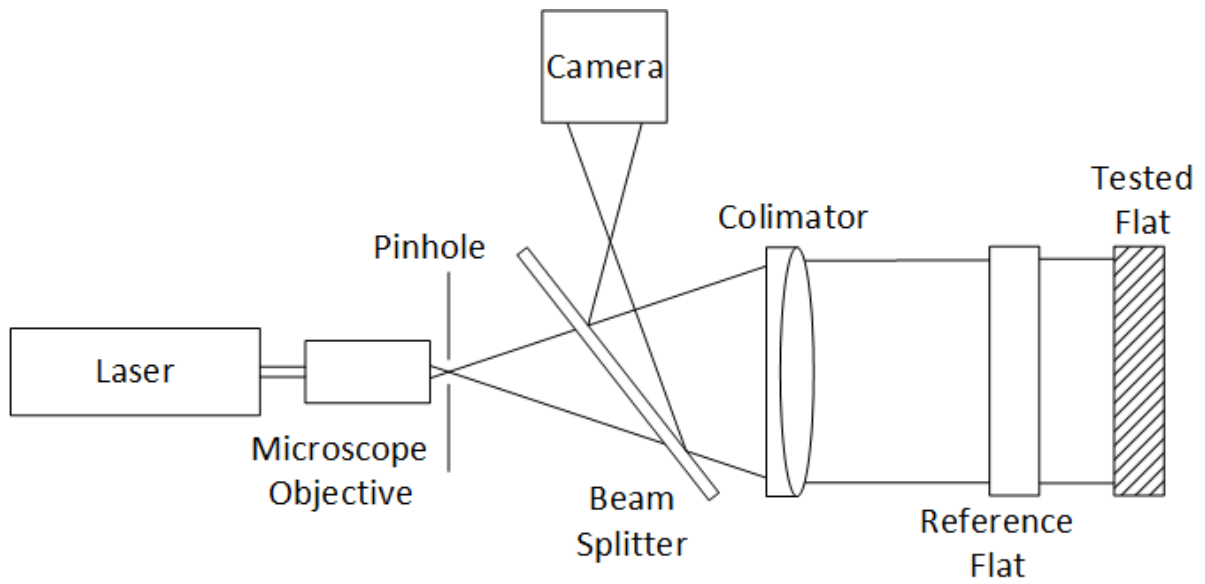 Camera
Tested
Flat
Colimator
Pinhole
Laser
Microscope
Objective
Beam
Splitter
Reference
Flat